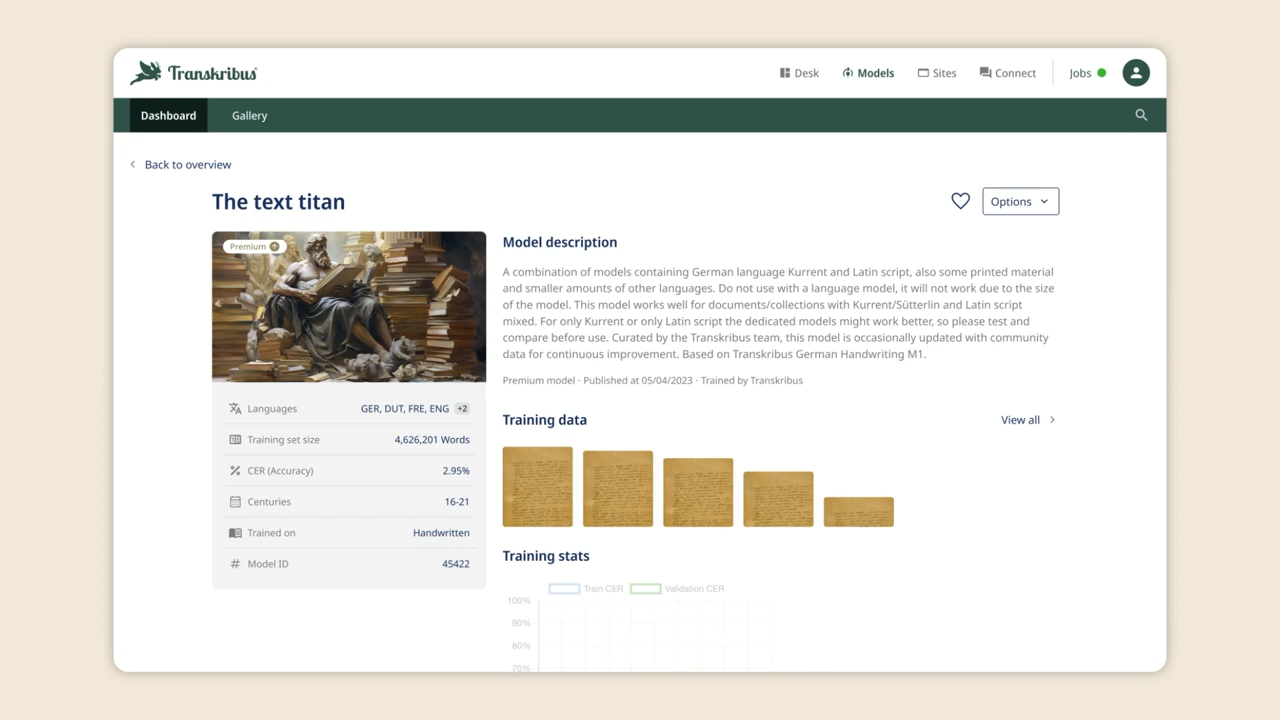 Transkribus
Desk
Models
Sites
Connect
Jobs
Dashboard
Gallery
Back to overview
The text titan
Options
Premium
Languages GER, DUT, FRE, ENG +2
Training set size 4,626,201 Words
CER (Accuracy) 2.95%
Centuries 16-21
Trained on Handwritten
Model ID 45422
Model description
A combination of models containing German language Kurrent and Latin script, also some printed material
and smaller amounts of other languages. Do not use with a language model, it will not work due to the size
of the model. This model works well for documents/collections with Kurrent/Sütterlin and Latin script
mixed. For only Kurrent or only Latin script the dedicated models might work better, so please test and
compare before use. Curated by the Transkribus team, this model is occasionally updated with community
data for continuous improvement. Based on Transkribus German Handwriting M1.
Premium model · Published at 05/04/2023 · Trained by Transkribus
Training data
View all
Training stats
Train CER
Validation CER
100%
90%
80%
70%